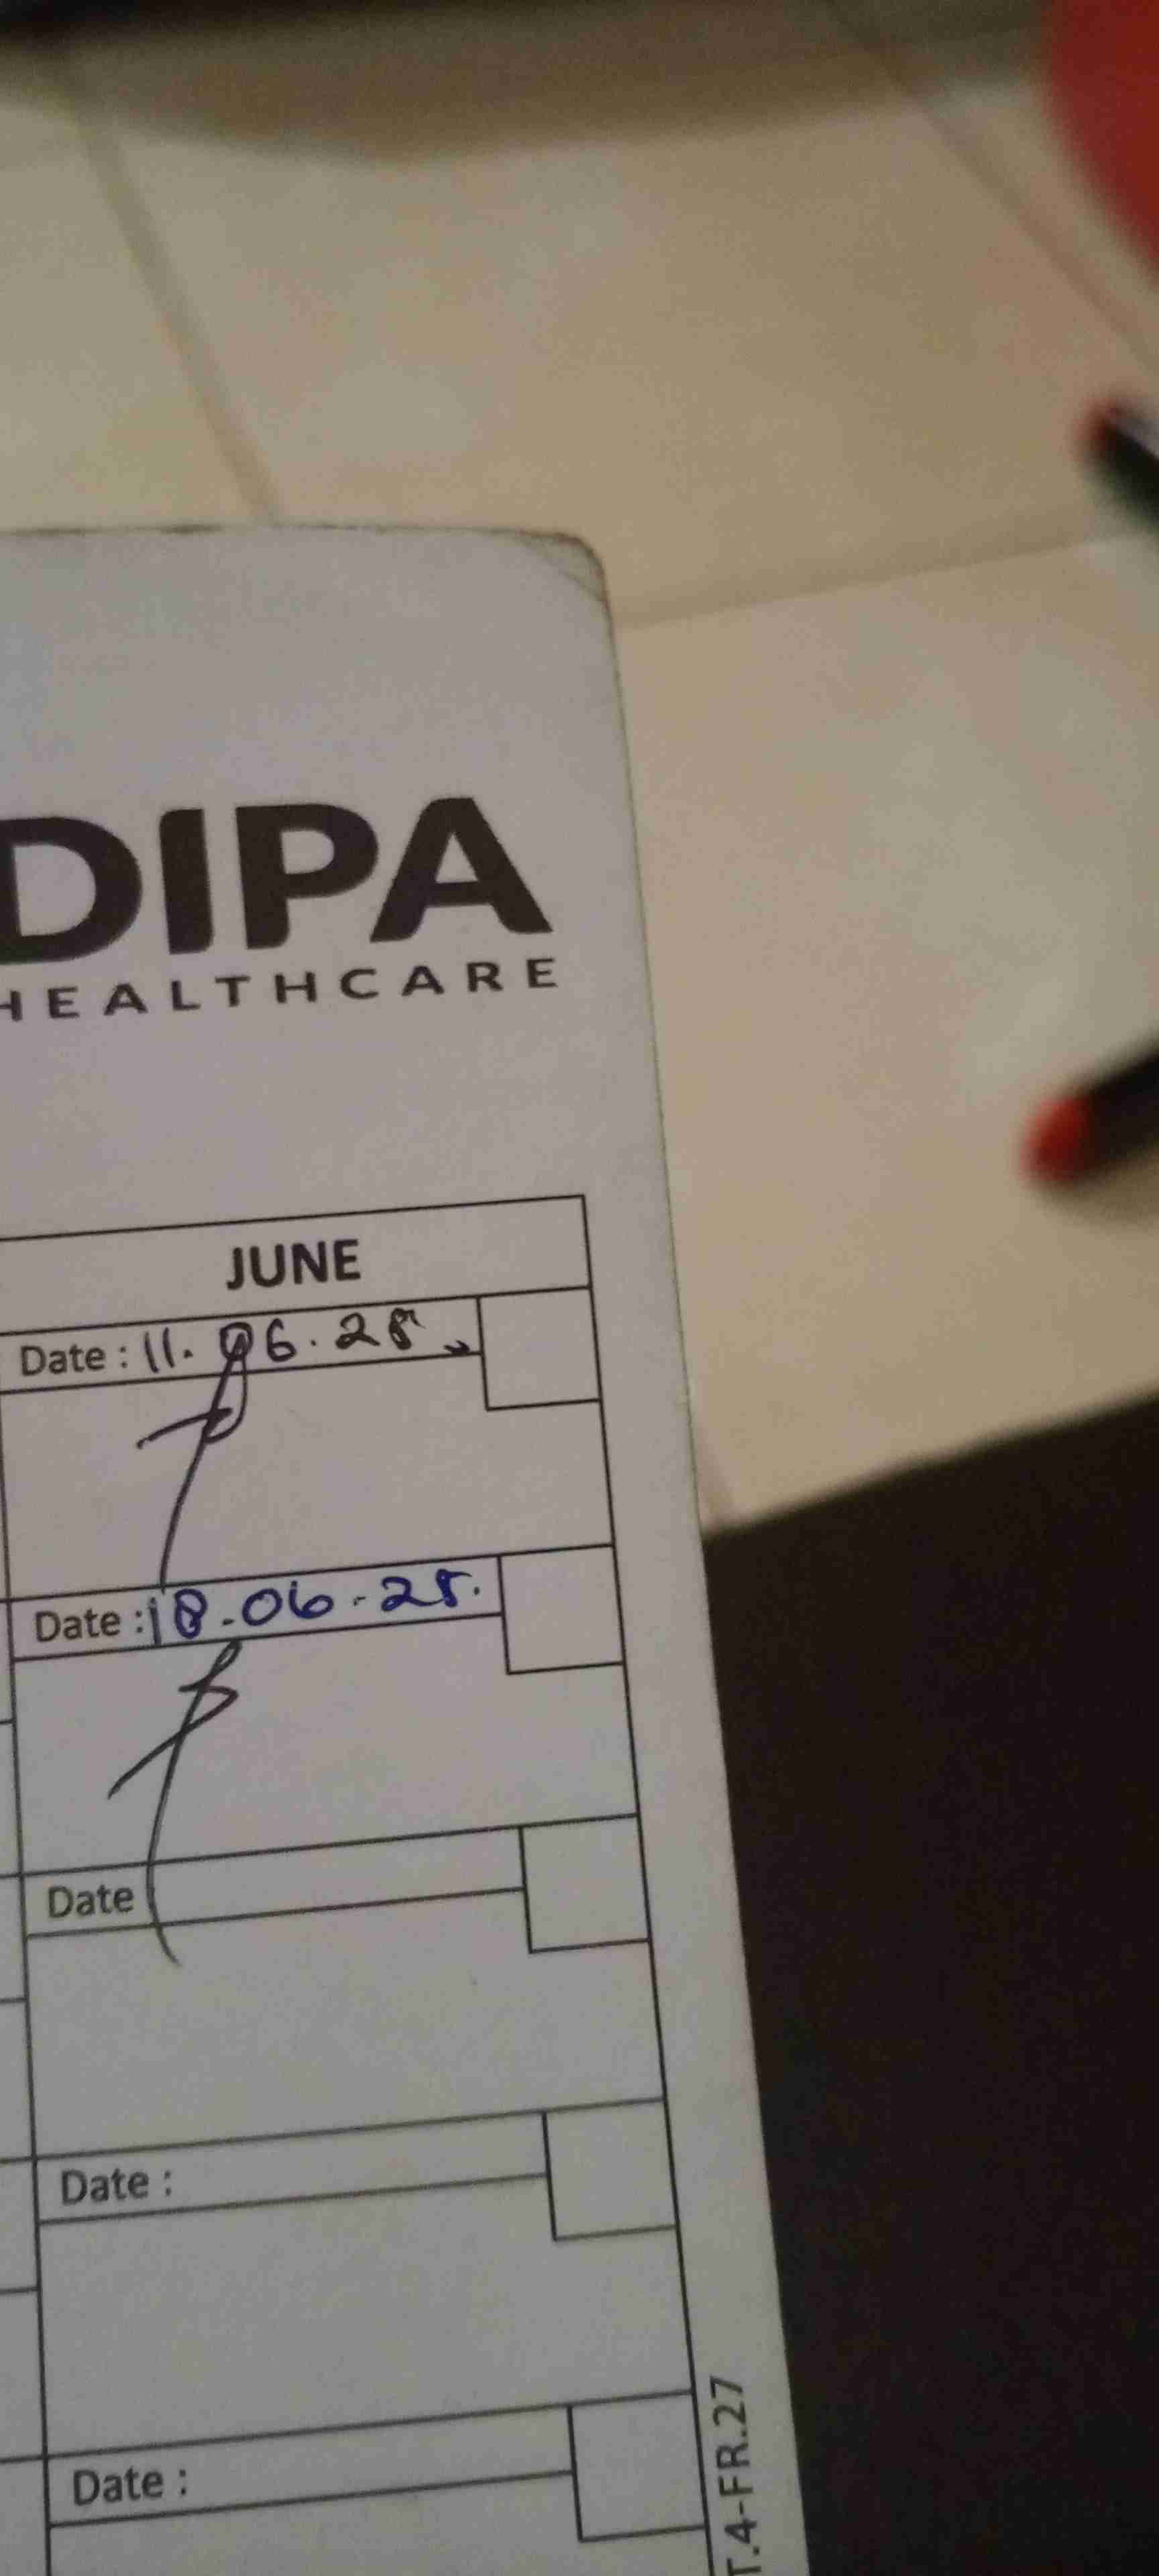 DIPA
HEALTHCARE
JUNE
Date : 11.06.25
Date : 18.06.25.
Date
Date :
Date :
T.4-FR.27